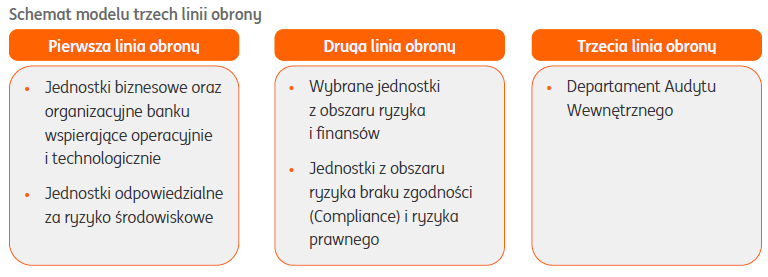 Schemat modelu trzech linii obrony
Pierwsza linia obrony
• Jednostki biznesowe oraz
organizacyjne banku
wspierające operacyjnie
i technologicznie
• Jednostki odpowiedzialne
za ryzyko środowiskowe
Druga linia obrony
• Wybrane jednostki
z obszaru ryzyka
i finansów
• Jednostki z obszaru
ryzyka braku zgodności
(Compliance) i ryzyka
prawnego
Trzecia linia obrony
• Departament Audytu
Wewnętrznego